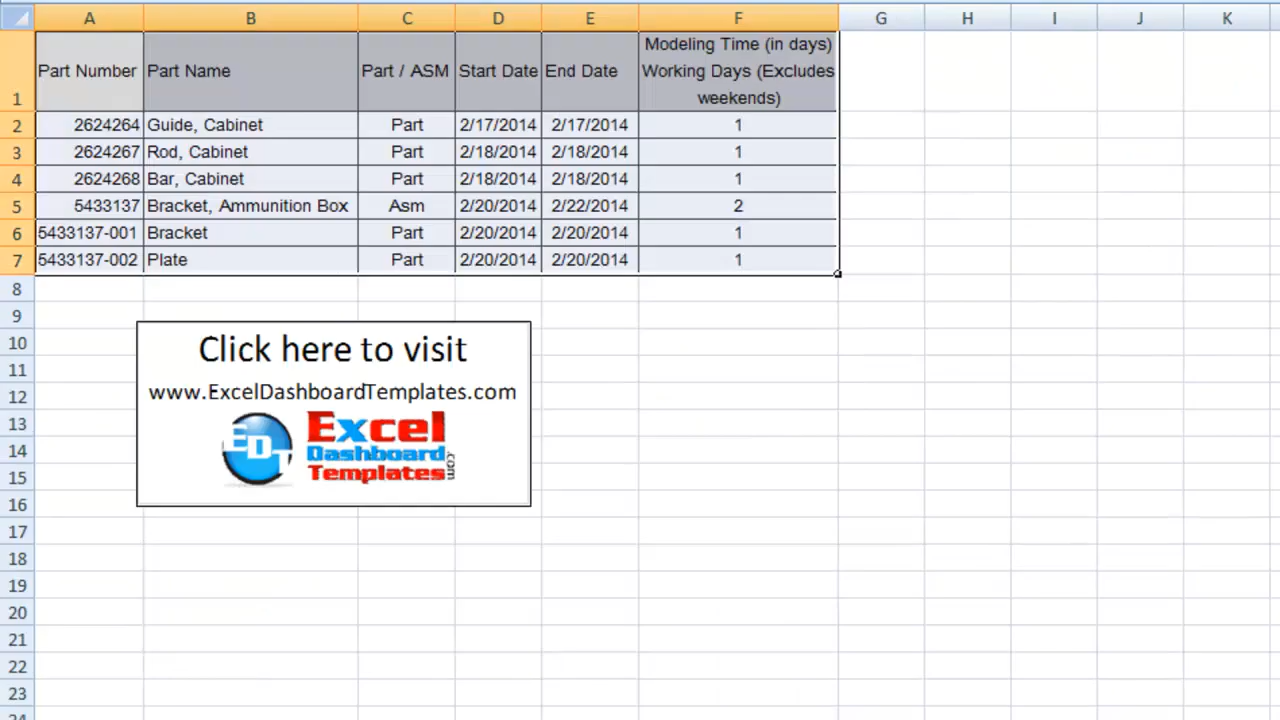 A B C D E F G H I J K
Modeling Time (in days)
1 Part Number Part Name Part / ASM Start Date End Date Working Days (Excludes
weekends)
2 2624264 Guide, Cabinet Part 2/17/2014 2/17/2014 1
3 2624267 Rod, Cabinet Part 2/18/2014 2/18/2014 1
4 2624268 Bar, Cabinet Part 2/18/2014 2/18/2014 1
5 5433137 Bracket, Ammunition Box Asm 2/20/2014 2/22/2014 2
6 5433137-001 Bracket Part 2/20/2014 2/20/2014 1
7 5433137-002 Plate Part 2/20/2014 2/20/2014 1
8
9
10 Click here to visit
11
12 www.ExcelDashboardTemplates.com
13 Excel
14 EDT Dashboard
15 Templates.com
16
17
18
19
20
21
22
23
24